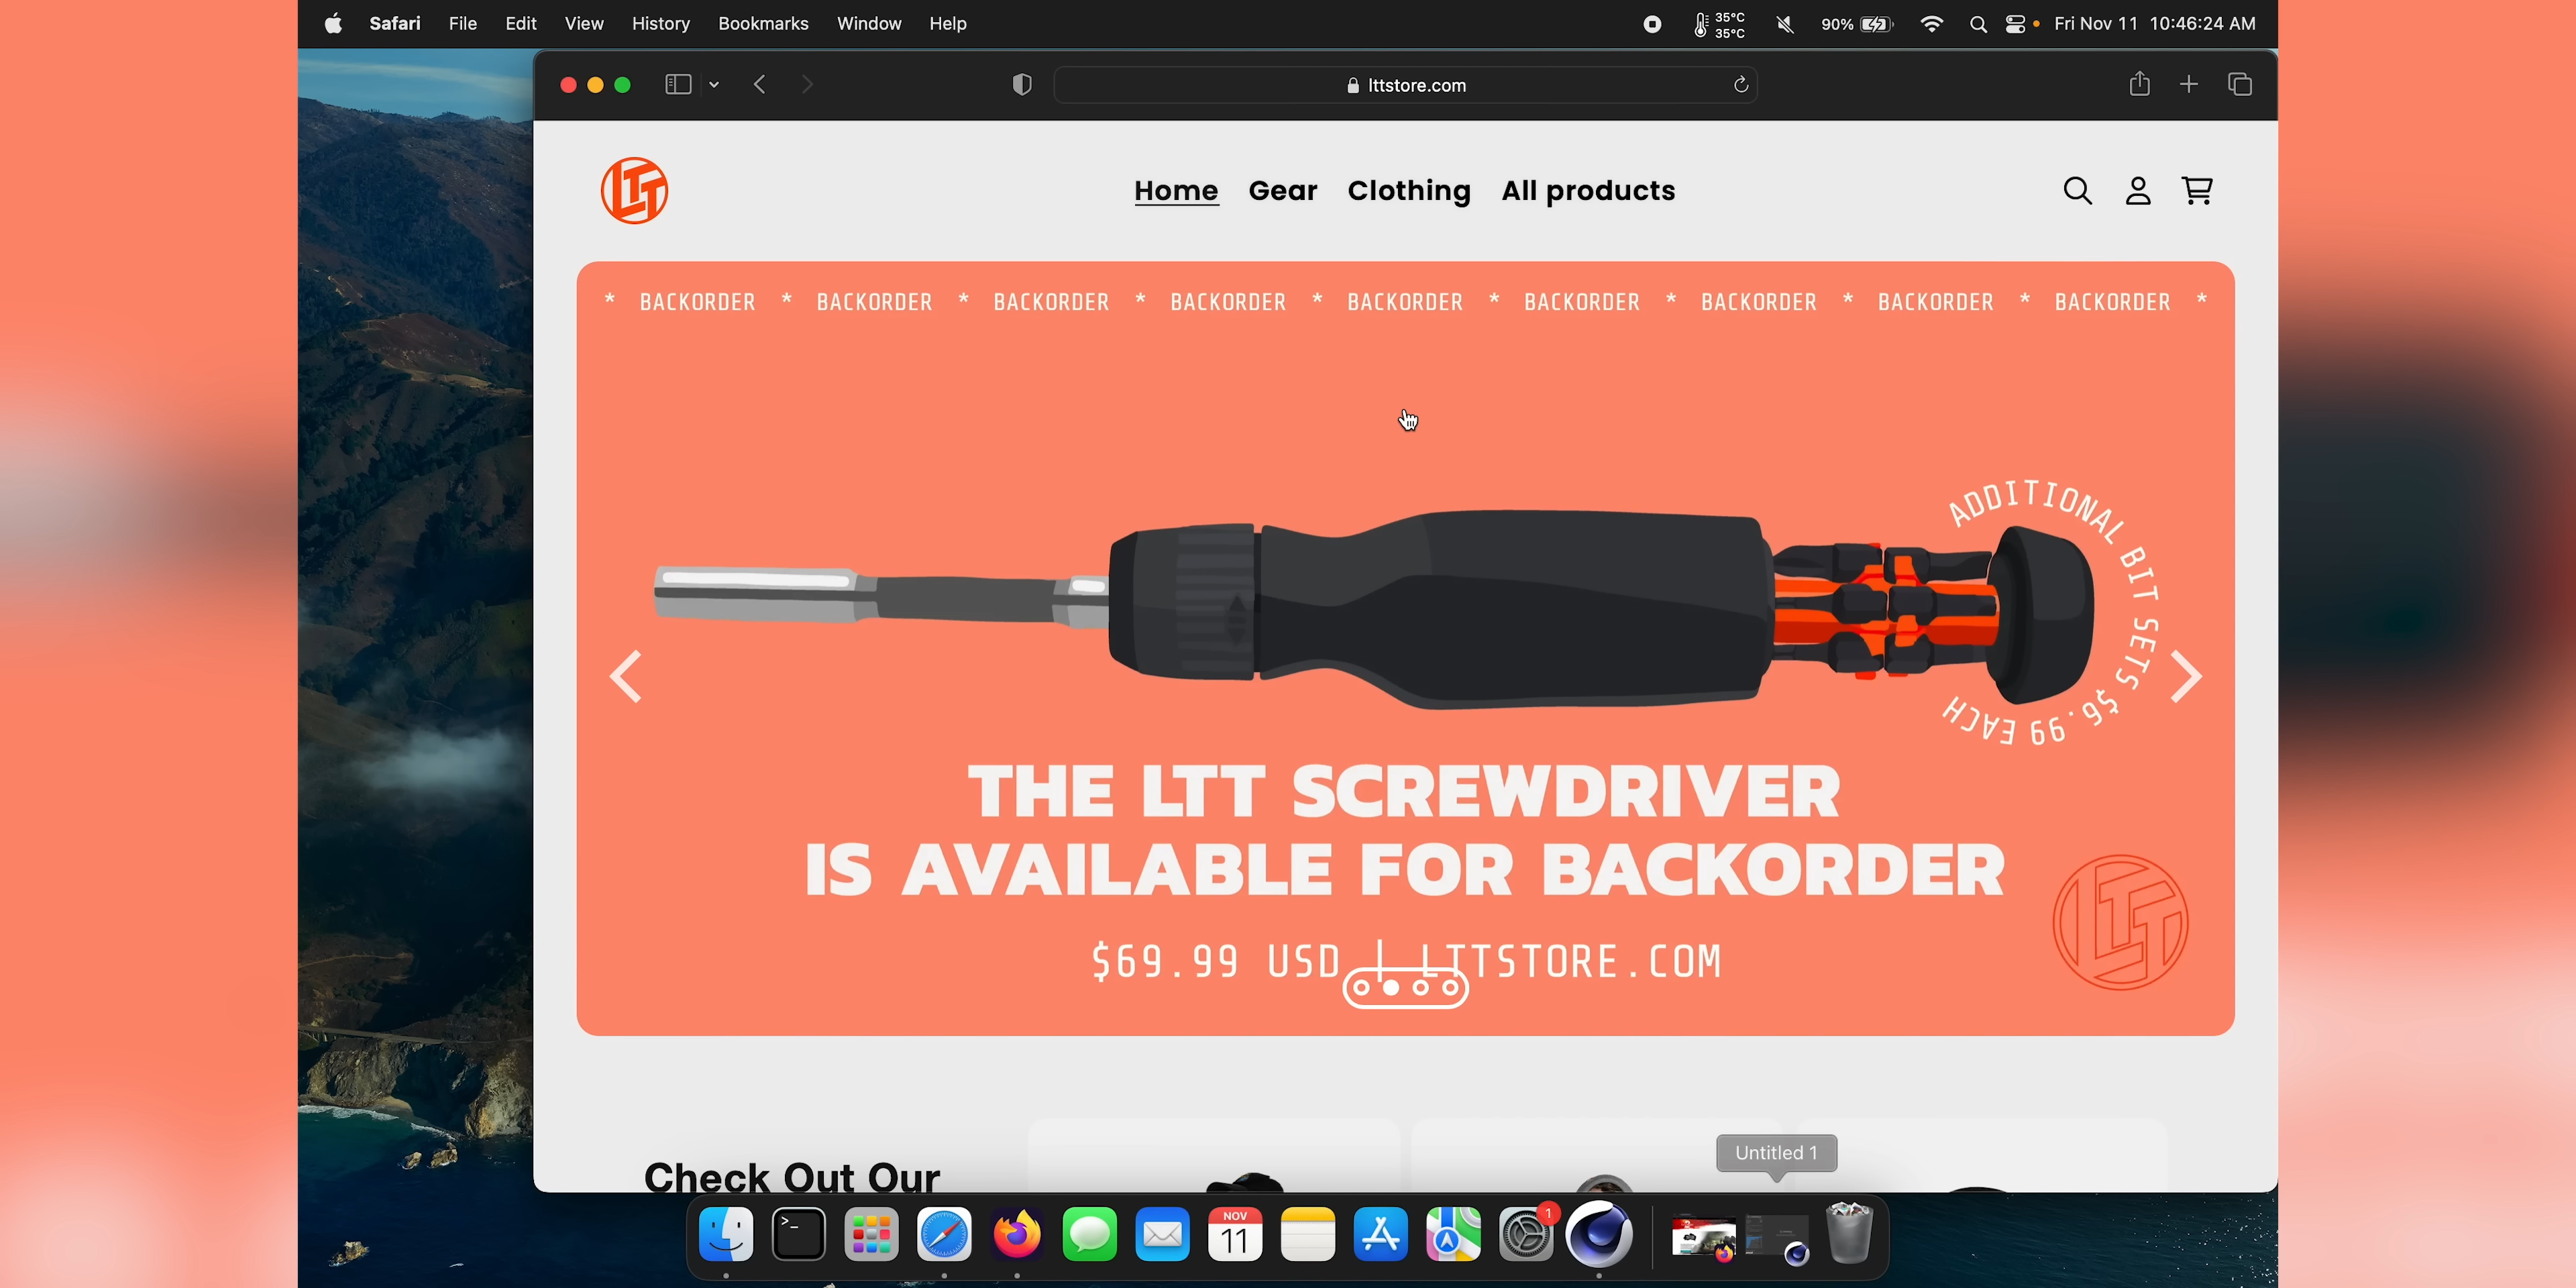 Safari File Edit View History Bookmarks Window Help
35°C
35°C
90%
Fri Nov 11 10:46:24 AM
lttstore.com
LTT
Home Gear Clothing All products
* BACKORDER * BACKORDER * BACKORDER * BACKORDER * BACKORDER * BACKORDER * BACKORDER * BACKORDER * BACKORDER *
ADDITIONAL BIT SETS $6.99 EACH
THE LTT SCREWDRIVER
IS AVAILABLE FOR BACKORDER
LTT
$69.99 USD | LTTSTORE.COM
Untitled 1
Check Out Our
>_
NOV
11
1